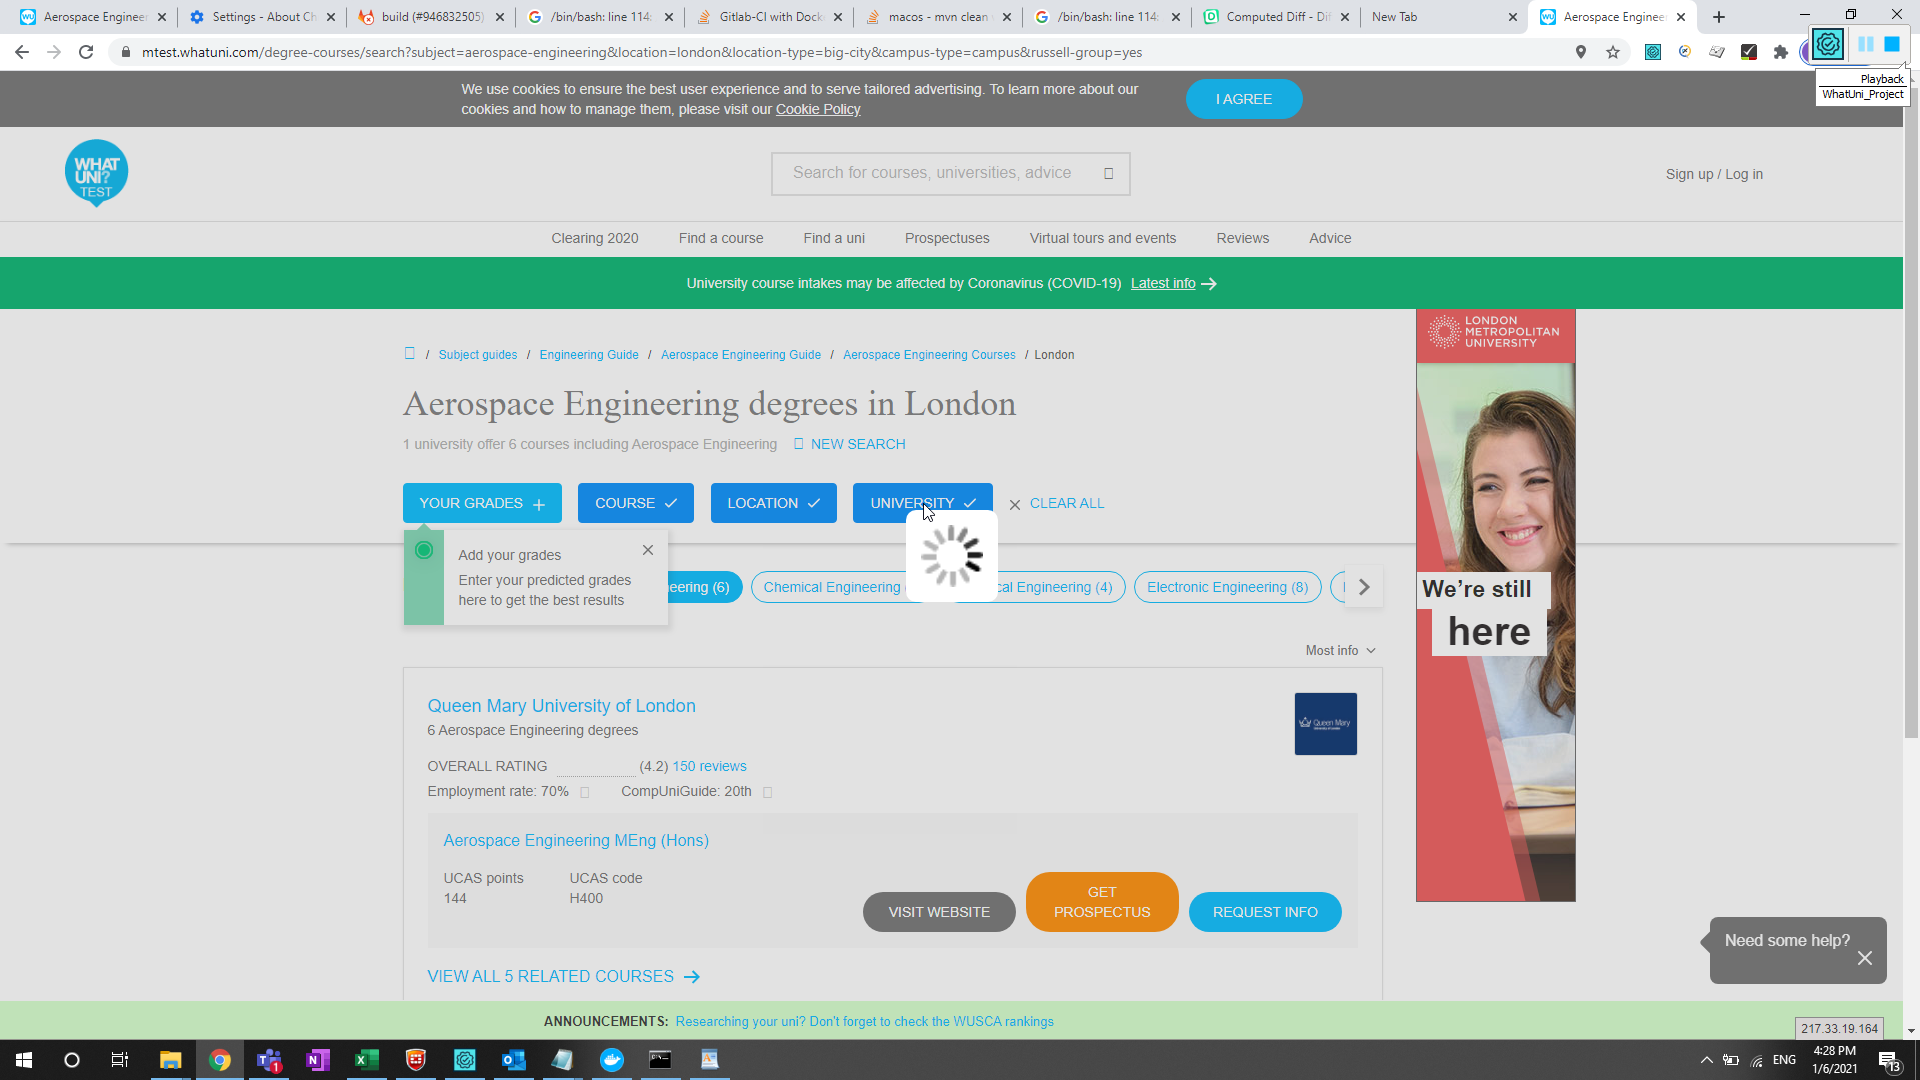 Aerospace Engineer
Settings - About Ch
build (#946832505)
/bin/bash: line 114:
Gitlab-CI with Dock
macos - mvn clean
/bin/bash: line 114:
Computed Diff - Di
New Tab
Aerospace Enginee
mtest.whatuni.com/degree-courses/search?subject=aerospace-engineering&location=london&location-type=big-city&campus-type=campus&russell-group=yes
Playback
WhatUni_Project
We use cookies to ensure the best user experience and to serve tailored advertising. To learn more about our
cookies and how to manage them, please visit our Cookie Policy
I AGREE
WHAT
UNI?
TEST
Search for courses, universities, advice
Sign up / Log in
Clearing 2020
Find a course
Find a uni
Prospectuses
Virtual tours and events
Reviews
Advice
University course intakes may be affected by Coronavirus (COVID-19) Latest info
/ Subject guides / Engineering Guide / Aerospace Engineering Guide / Aerospace Engineering Courses / London
Aerospace Engineering degrees in London
1 university offer 6 courses including Aerospace Engineering
NEW SEARCH
YOUR GRADES
COURSE
LOCATION
UNIVERSITY
CLEAR ALL
Add your grades
Enter your predicted grades
here to get the best results
eering (6)
Chemical Engineering
cal Engineering (4)
Electronic Engineering (8)
Most info
Queen Mary University of London
6 Aerospace Engineering degrees
OVERALL RATING (4.2) 150 reviews
Employment rate: 70%
CompUniGuide: 20th
Queen Mary
Aerospace Engineering MEng (Hons)
UCAS points
144
UCAS code
H400
VISIT WEBSITE
GET
PROSPECTUS
REQUEST INFO
VIEW ALL 5 RELATED COURSES
LONDON
METROPOLITAN
UNIVERSITY
We're still
here
Need some help?
ANNOUNCEMENTS: Researching your uni? Don't forget to check the WUSCA rankings
217.33.19.164
ENG
4:28 PM
1/6/2021
13